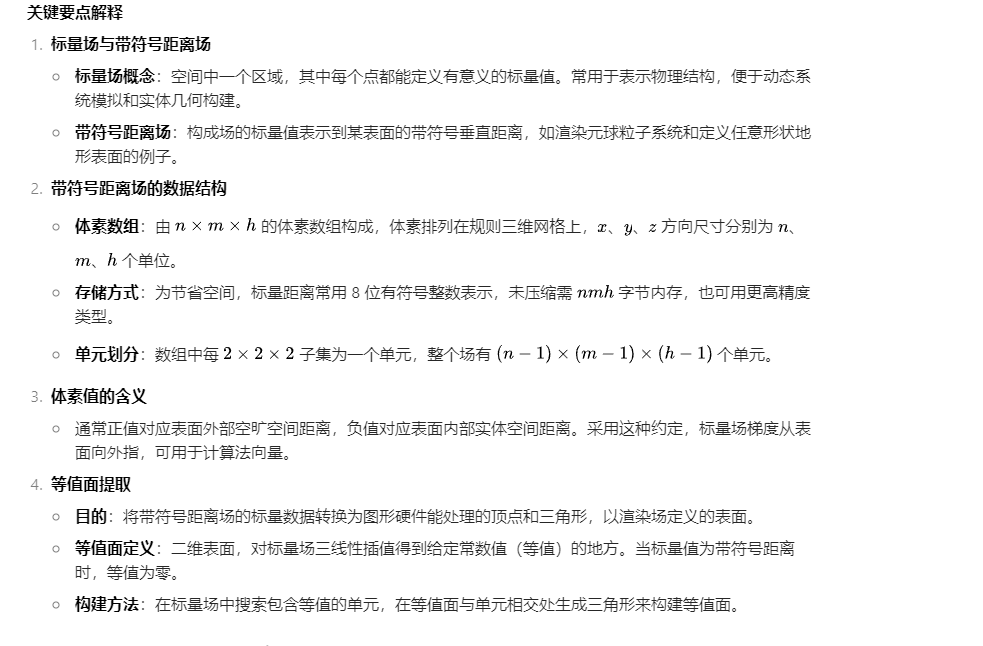 关键要点解释
1. 标量场与带符号距离场
○ 标量场概念：空间中一个区域，其中每个点都能定义有意义的标量值。常用于表示物理结构，便于动态系
统模拟和实体几何构建。
○ 带符号距离场：构成场的标量值表示到某表面的带符号垂直距离，如渲染元球粒子系统和定义任意形状地
形表面的例子。
2. 带符号距离场的数据结构
○ 体素数组：由 n × m × h 的体素数组构成，体素排列在规则三维网格上，x、y、z 方向尺寸分别为 n、
m、h 个单位。
○ 存储方式：为节省空间，标量距离常用 8 位有符号整数表示，未压缩需 nmh 字节内存，也可用更高精度
类型。
○ 单元划分：数组中每 2 × 2 × 2 子集为一个单元，整个场有 (n − 1) × (m − 1) × (h − 1) 个单元。
3. 体素值的含义
○ 通常正值对应表面外部空旷空间距离，负值对应表面内部实体空间距离。采用这种约定，标量场梯度从表
面向外指，可用于计算法向量。
4. 等值面提取
○ 目的：将带符号距离场的标量数据转换为图形硬件能处理的顶点和三角形，以渲染场定义的表面。
○ 等值面定义：二维表面，对标量场三线性插值得到给定常数值（等值）的地方。当标量值为带符号距离
时，等值为零。
○ 构建方法：在标量场中搜索包含等值的单元，在等值面与单元相交处生成三角形来构建等值面。